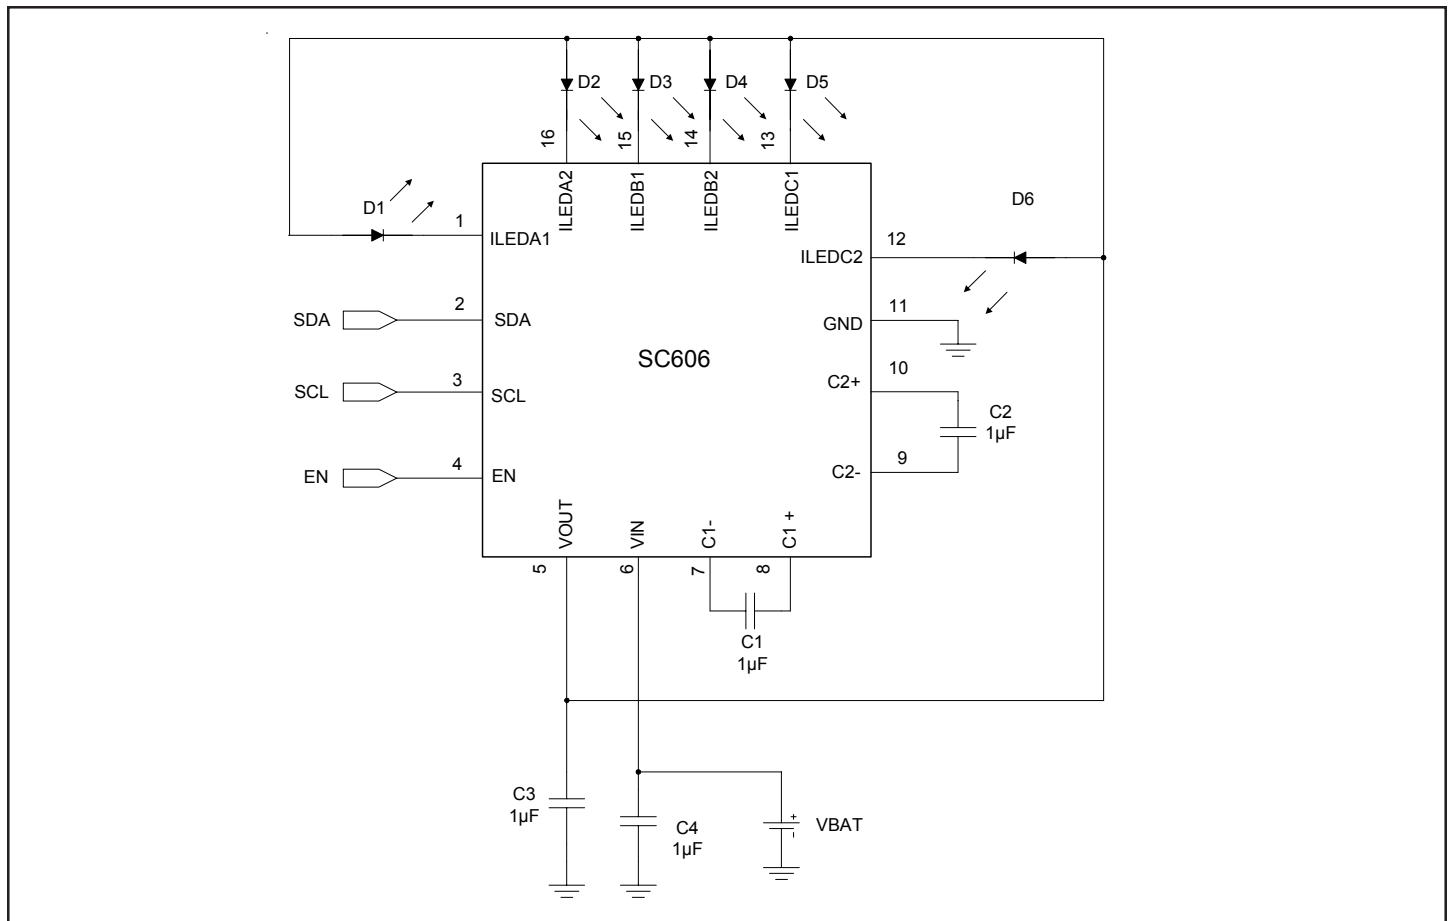 D2
D3
D4
D5
16
15
14
13
ILEDA2
ILEDB1
ILEDB2
ILEDC1
D1
1
ILEDA1
D6
12
ILEDC2
SDA
2
SDA
11
GND
SC606
10
C2+
SCL
3
SCL
C2
1µF
9
C2-
EN
4
EN
VOUT
VIN
C1-
C1 +
5
6
7
8
C1
1µF
C3
1µF
C4
1µF
+
-
VBAT